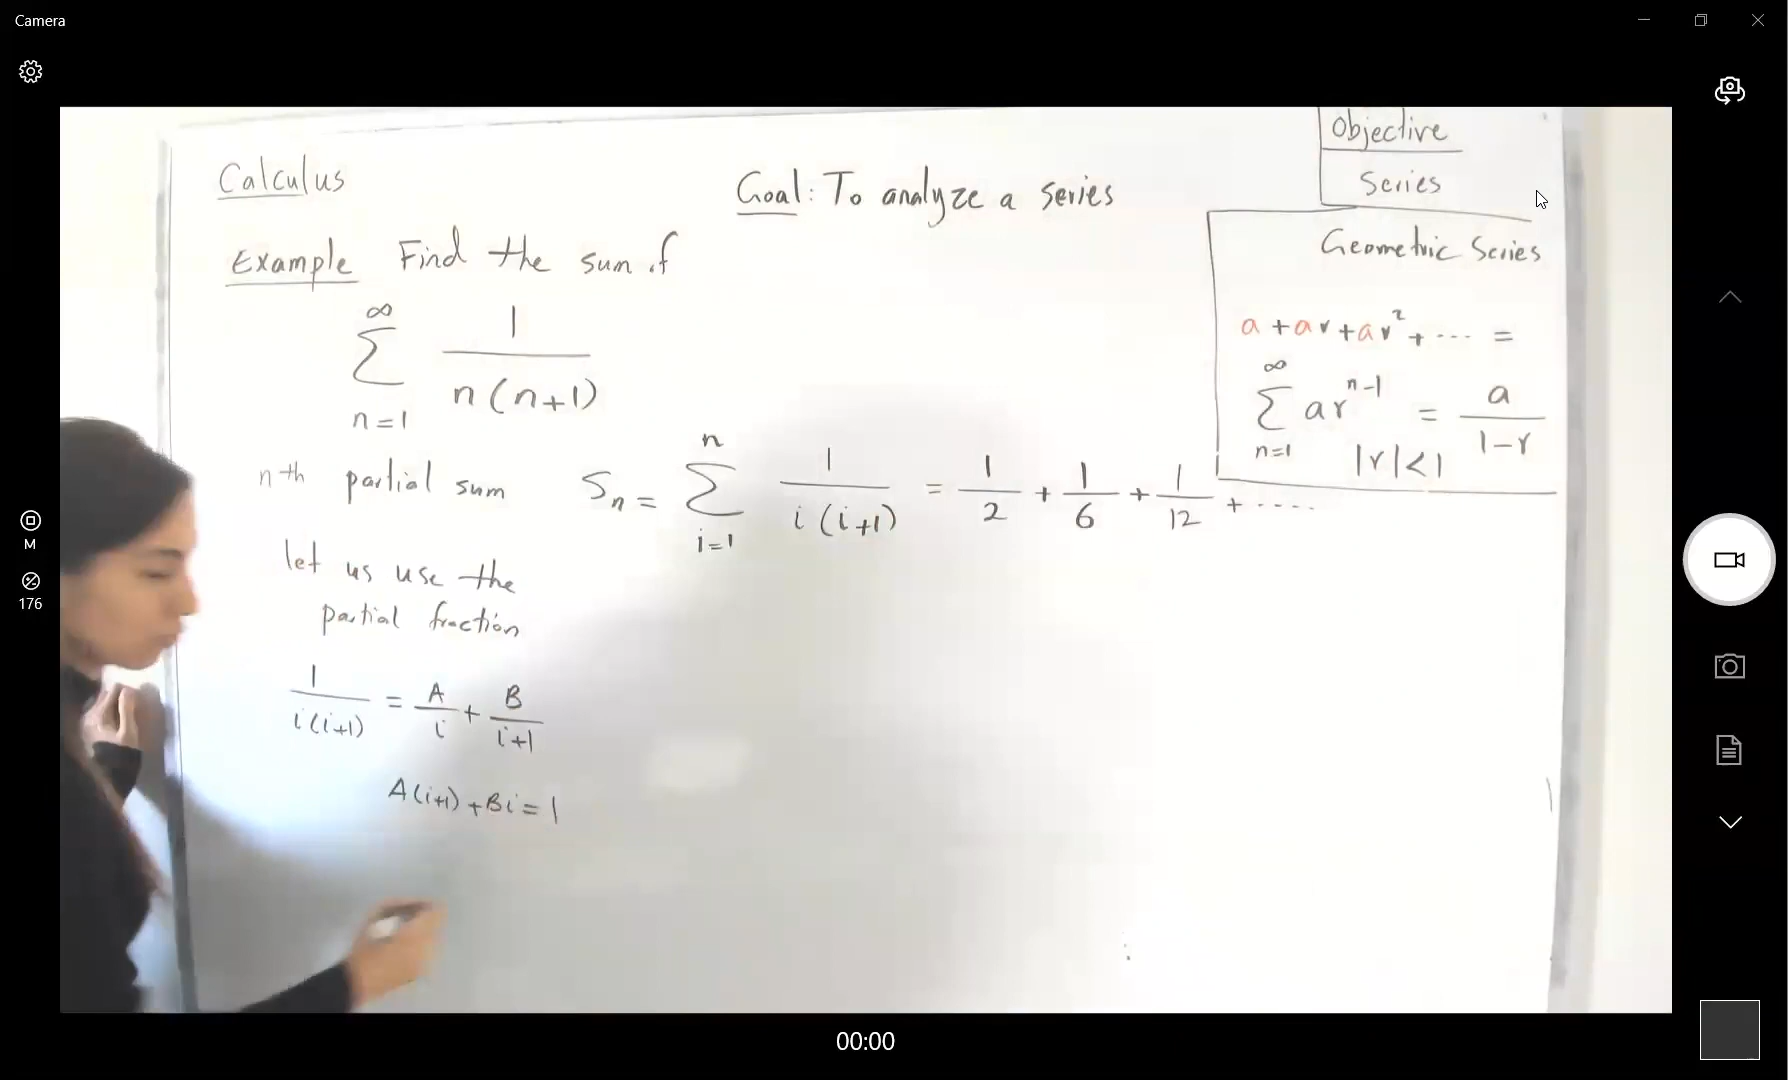 Camera
Objective
Series
Calculus
Goal: To analyze a series
Example Find the sum of
∞
∑ 1/(n(n+1))
n=1
Geometric Series
a + ar + ar² + ... =
∞
∑ arⁿ⁻¹ = a/(1-r)
n=1 |r|<1
n
nth partial sum Sn = ∑ 1/(i(i+1)) = 1/2 + 1/6 + 1/12 + .....
i=1
let us use the
partial fraction
1/(i(i+1)) = A/i + B/(i+1)
A(i+1) + Bi = 1
M
176
00:00